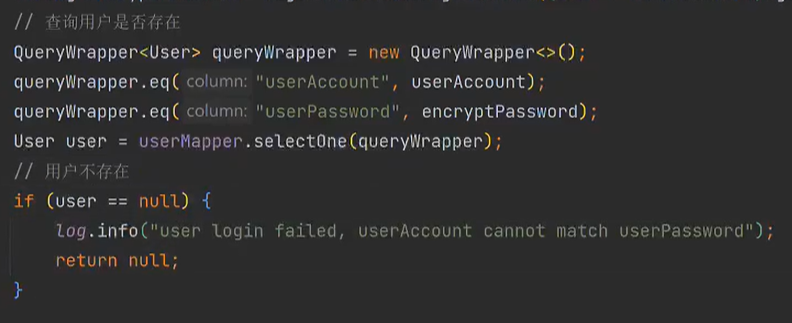 // 查询用户是否存在
QueryWrapper<User> queryWrapper = new QueryWrapper<>();
queryWrapper.eq( column: "userAccount", userAccount);
queryWrapper.eq( column: "userPassword", encryptPassword);
User user = userMapper.selectOne(queryWrapper);
// 用户不存在
if (user == null) {
    log.info("user login failed, userAccount cannot match userPassword");
    return null;
}